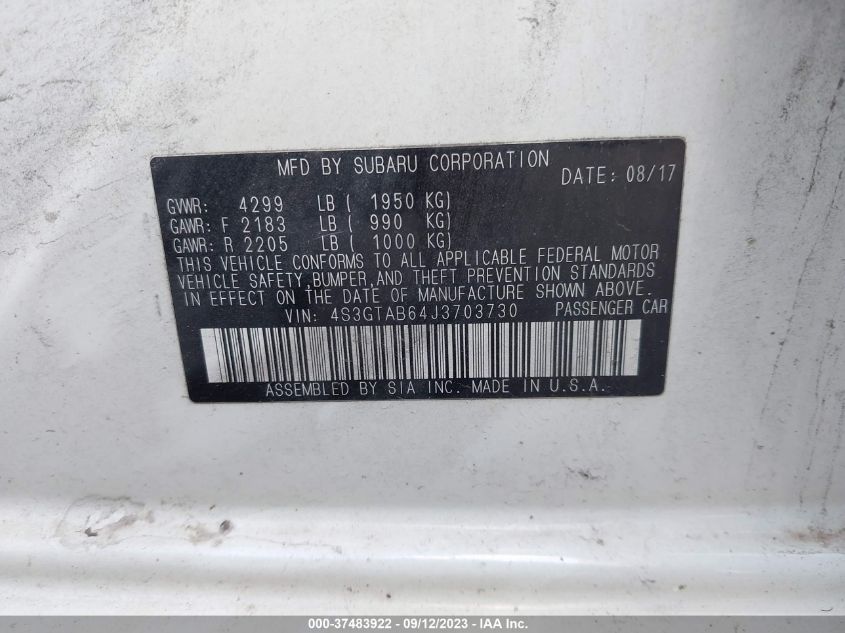 MFD BY SUBARU CORPORATION DATE: 08/17
GVWR: 4299 LB ( 1950 KG)
GAWR: F 2183 LB ( 990 KG)
GAWR: R 2205 LB ( 1000 KG)
THIS VEHICLE CONFORMS TO ALL APPLICABLE FEDERAL MOTOR
VEHICLE SAFETY,BUMPER,AND THEFT PREVENTION STANDARDS
IN EFFECT ON THE DATE OF MANUFACTURE SHOWN ABOVE.
VIN: 4S3GTAB64J3703730 PASSENGER CAR
ASSEMBLED BY SIA INC. MADE IN U.S.A.
000-37483922 - 09/12/2023 - IAA Inc.